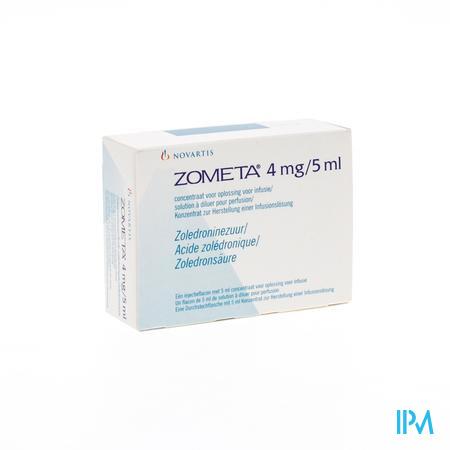 NOVARTIS
ZOMETA® 4 mg/5 ml
concentraat voor oplossing voor infusie/
solution à diluer pour perfusion/
Konzentrat zur Herstellung einer Infusionslösung
Zoledroninezuur/
Acide zolédronique/
Zoledronsäure
Eén injectieflacon met 5 ml concentraat voor oplossing voor infusie
Un flacon de 5 ml de solution à diluer pour perfusion
Eine Durchstechflasche mit 5 ml Konzentrat zur Herstellung einer Infusionslösung
ZOMETA® 4 mg/5 ml
IPM